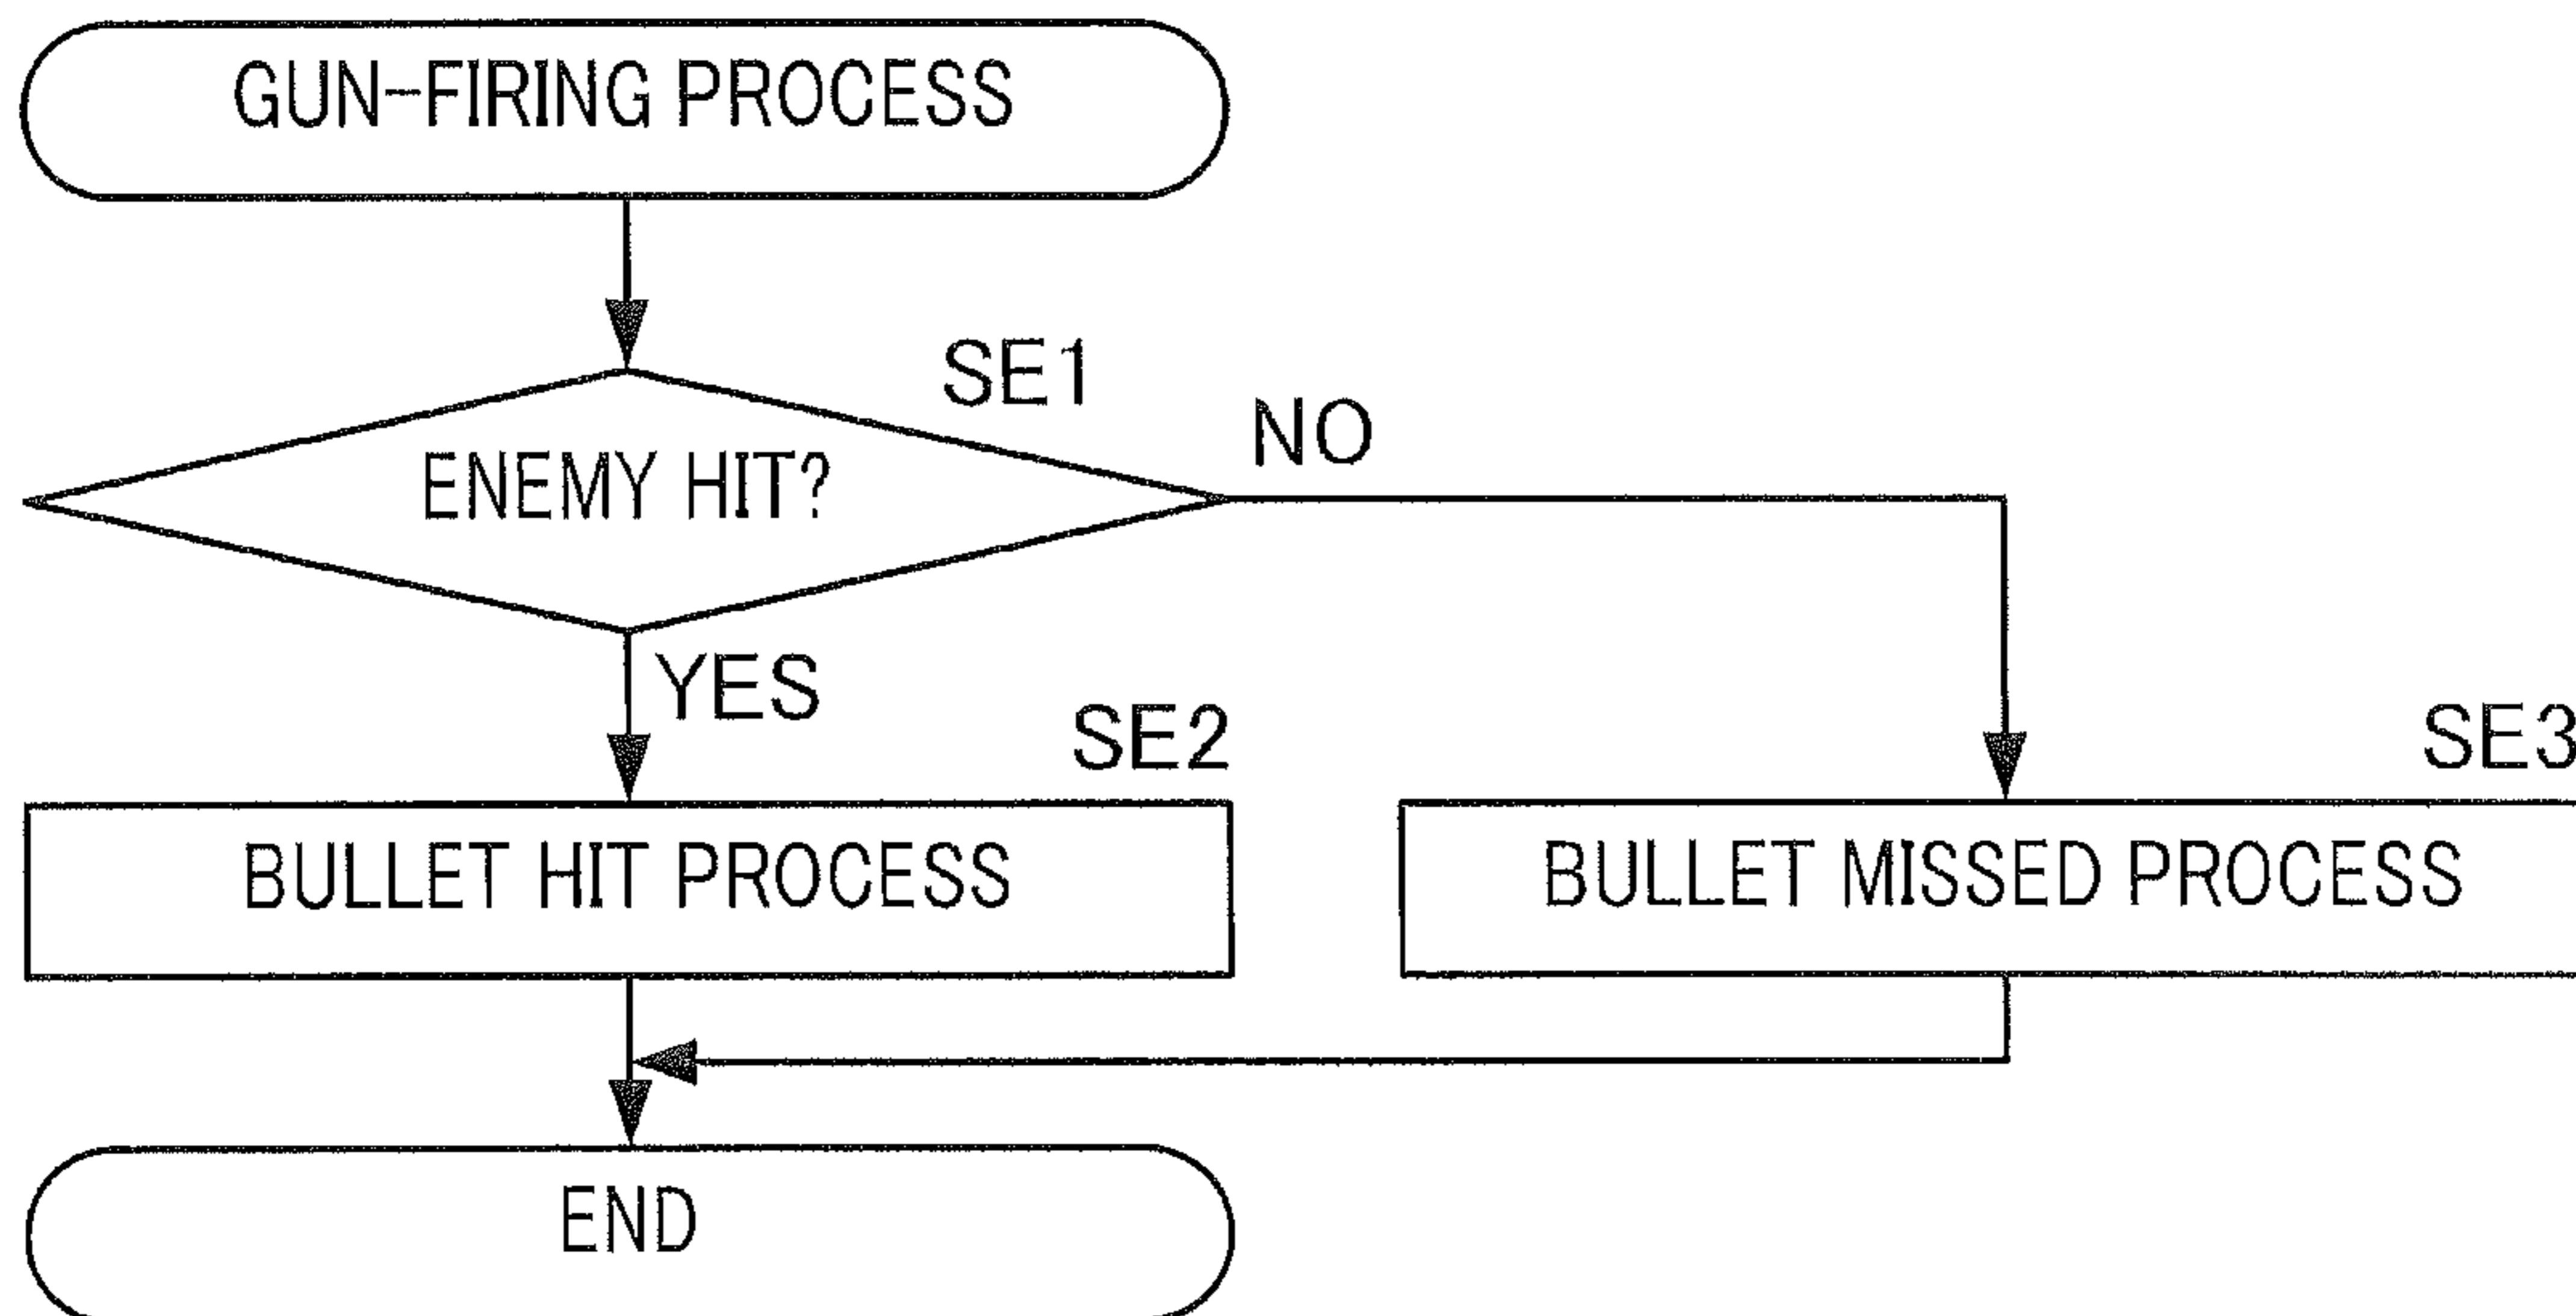 GUN-FIRING PROCESS
SE1
ENEMY HIT?
NO
YES
SE2
SE3
BULLET HIT PROCESS
BULLET MISSED PROCESS
END